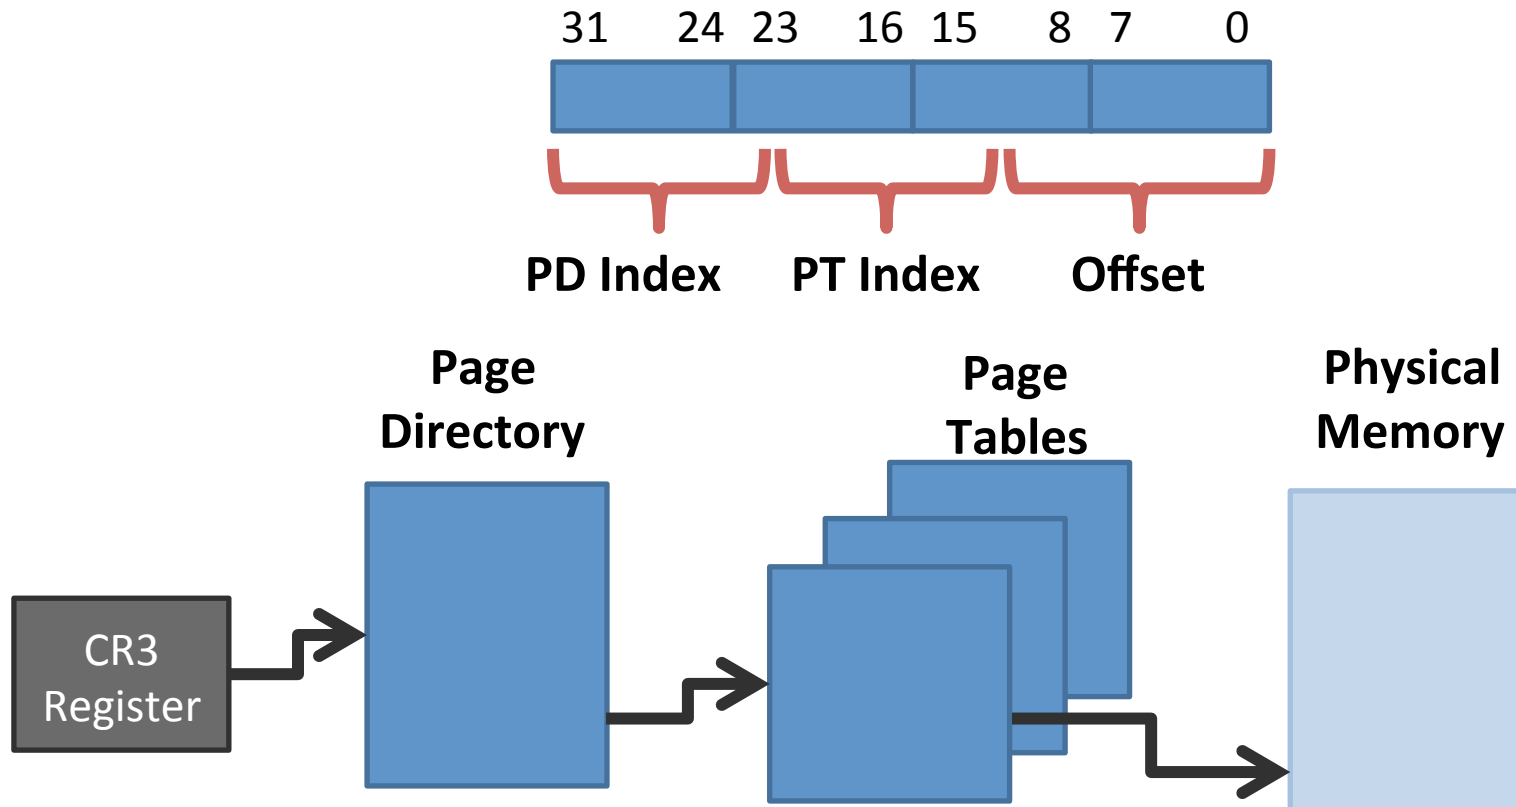 31 24 23 16 15 8 7 0
PD Index PT Index Offset
Page
Directory
Page
Tables
Physical
Memory
CR3
Register